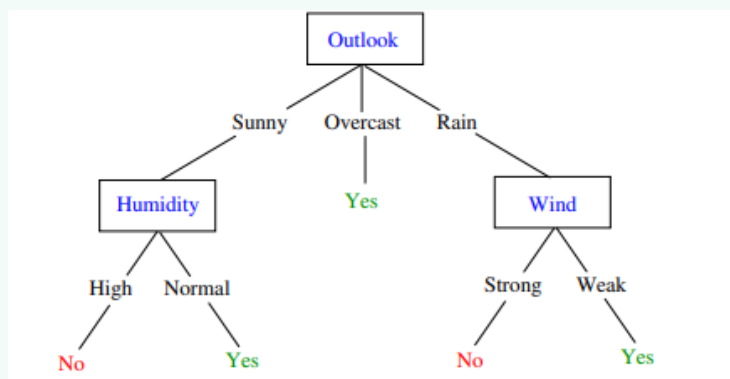 Outlook
Sunny Overcast Rain
Humidity Yes Wind
High Normal Strong Weak
No Yes No Yes